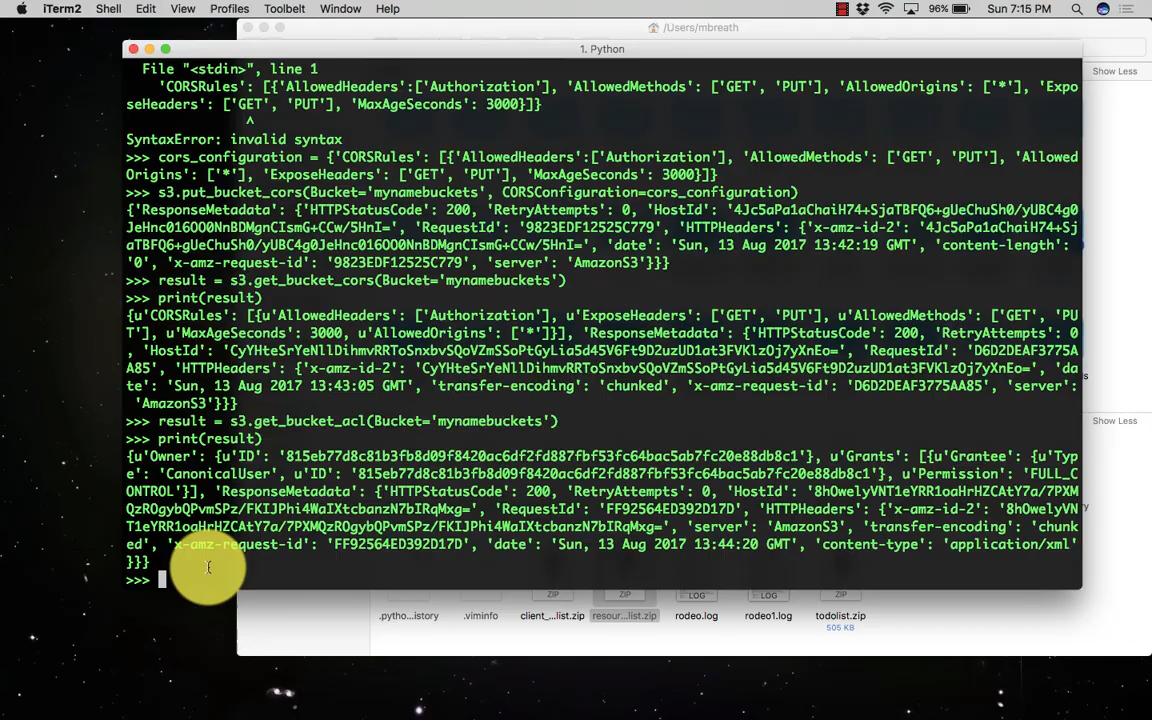 iTerm2 Shell Edit View Profiles Toolbelt Window Help 96% Sun 7:15 PM
/Users/mbreath
1. Python
Show Less
File "<stdin>", line 1
'CORSRules': [{'AllowedHeaders':['Authorization'], 'AllowedMethods': ['GET', 'PUT'], 'AllowedOrigins': ['*'], 'Expo
seHeaders': ['GET', 'PUT'], 'MaxAgeSeconds': 3000}]}
^
SyntaxError: invalid syntax
>>> cors_configuration = {'CORSRules': [{'AllowedHeaders':['Authorization'], 'AllowedMethods': ['GET', 'PUT'], 'Allowed
Origins': ['*'], 'ExposeHeaders': ['GET', 'PUT'], 'MaxAgeSeconds': 3000}]}
>>> s3.put_bucket_cors(Bucket='mynamebuckets', CORSConfiguration=cors_configuration)
{'ResponseMetadata': {'HTTPStatusCode': 200, 'RetryAttempts': 0, 'HostId': '4Jc5aPa1aChaiH74+SjaTBFQ6+gUeChuSh0/yUBC4g0
JeHnc016OO0NnBDMgnCIsmG+CCw/5HnI=', 'RequestId': '9823EDF12525C779', 'HTTPHeaders': {'x-amz-id-2': '4Jc5aPa1aChaiH74+Sj
aTBFQ6+gUeChuSh0/yUBC4g0JeHnc016OO0NnBDMgnCIsmG+CCw/5HnI=', 'date': 'Sun, 13 Aug 2017 13:42:19 GMT', 'content-length':
'0', 'x-amz-request-id': '9823EDF12525C779', 'server': 'AmazonS3'}}}
>>> result = s3.get_bucket_cors(Bucket='mynamebuckets')
>>> print(result)
{u'CORSRules': [{u'AllowedHeaders': ['Authorization'], u'ExposeHeaders': ['GET', 'PUT'], u'AllowedMethods': ['GET', 'PU
T'], u'MaxAgeSeconds': 3000, u'AllowedOrigins': ['*']}], 'ResponseMetadata': {'HTTPStatusCode': 200, 'RetryAttempts': 0
, 'HostId': 'CyYHteSrYeNllDihmvRRToSnxbvSQoVZmSSoPtGyLia5d45V6Ft9D2uzUD1at3FVKlzOj7yXnEo=', 'RequestId': 'D6D2DEAF3775A
A85', 'HTTPHeaders': {'x-amz-id-2': 'CyYHteSrYeNllDihmvRRToSnxbvSQoVZmSSoPtGyLia5d45V6Ft9D2uzUD1at3FVKlzOj7yXnEo=', 'da
te': 'Sun, 13 Aug 2017 13:43:05 GMT', 'transfer-encoding': 'chunked', 'x-amz-request-id': 'D6D2DEAF3775AA85', 'server':
'AmazonS3'}}}
>>> result = s3.get_bucket_acl(Bucket='mynamebuckets')
Show Less
>>> print(result)
{u'Owner': {u'ID': '815eb77d8c81b3fb8d09f8420ac6df2fd887fbf53fc64bac5ab7fc20e88db8c1'}, u'Grants': [{u'Grantee': {u'Typ
e': 'CanonicalUser', u'ID': '815eb77d8c81b3fb8d09f8420ac6df2fd887fbf53fc64bac5ab7fc20e88db8c1'}, u'Permission': 'FULL_C
ONTROL'}], 'ResponseMetadata': {'HTTPStatusCode': 200, 'RetryAttempts': 0, 'HostId': '8hOwelyVNT1eYRR1oaHrHZCAtY7a/7PXM
QzROgybQPvmSPz/FKIJPhi4WaIXtcbanzN7bIRqMxg=', 'RequestId': 'FF92564ED392D17D', 'HTTPHeaders': {'x-amz-id-2': '8hOwelyVN
T1eYRR1oaHrHZCAtY7a/7PXMQzROgybQPvmSPz/FKIJPhi4WaIXtcbanzN7bIRqMxg=', 'server': 'AmazonS3', 'transfer-encoding': 'chunk
ed', 'x-amz-request-id': 'FF92564ED392D17D', 'date': 'Sun, 13 Aug 2017 13:44:20 GMT', 'content-type': 'application/xml'
}}}
>>>
ZIP ZIP LOG LOG ZIP
.pytho...istory .viminfo client_...list.zip resour...list.zip rodeo.log rodeo1.log todolist.zip
505 KB